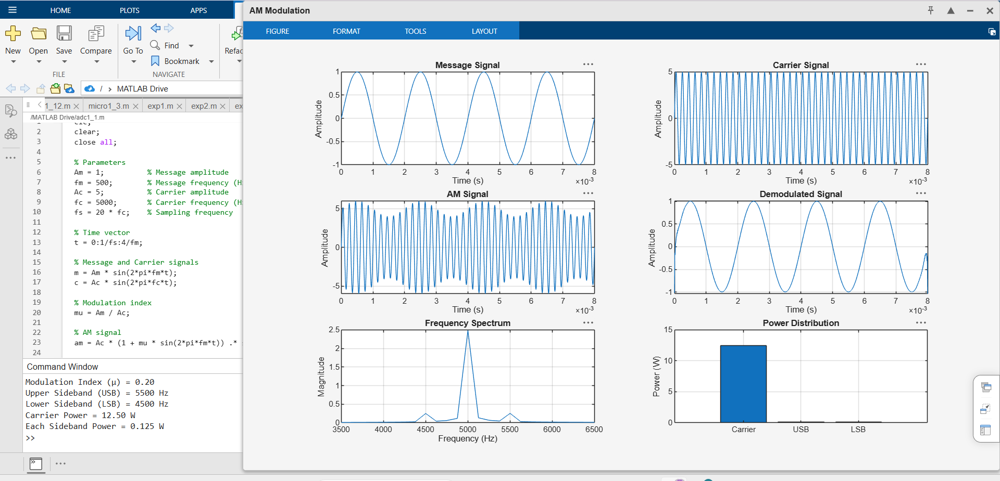 HOME PLOTS APPS
AM Modulation
FIGURE FORMAT TOOLS LAYOUT
New Open Save Compare Go To Find Bookmark
FILE NAVIGATE
/ › MATLAB Drive
1_12.m micro1_3.m exp1.m exp2.m
/MATLAB Drive/adc1_1.m
2 clear;
3 close all;
4
5 % Parameters
6 Am = 1; % Message amplitude
7 fm = 500; % Message frequency (H
8 Ac = 5; % Carrier amplitude
9 fc = 5000; % Carrier frequency (H
10 fs = 20 * fc; % Sampling frequency
11
12 % Time vector
13 t = 0:1/fs:4/fm;
14
15 % Message and Carrier signals
16 m = Am * sin(2*pi*fm*t);
17 c = Ac * sin(2*pi*fc*t);
18
19 % Modulation index
20 mu = Am / Ac;
21
22 % AM signal
23 am = Ac * (1 + mu * sin(2*pi*fm*t)) .*
24
Command Window
Modulation Index (μ) = 0.20
Upper Sideband (USB) = 5500 Hz
Lower Sideband (LSB) = 4500 Hz
Carrier Power = 12.50 W
Each Sideband Power = 0.125 W
>>
Message Signal
Amplitude
1
0.5
0
-0.5
-1
0 1 2 3 4 5 6 7 8
Time (s)
×10-3
Carrier Signal
Amplitude
5
0
-5
0 1 2 3 4 5 6 7 8
Time (s)
×10-3
AM Signal
Amplitude
5
0
-5
0 1 2 3 4 5 6 7 8
Time (s)
×10-3
Demodulated Signal
Amplitude
1
0.5
0
-0.5
-1
0 1 2 3 4 5 6 7 8
Time (s)
×10-3
Frequency Spectrum
Magnitude
2.5
2
1.5
1
0.5
0
3500 4000 4500 5000 5500 6000 6500
Frequency (Hz)
Power Distribution
Power (W)
15
10
5
0
Carrier USB LSB